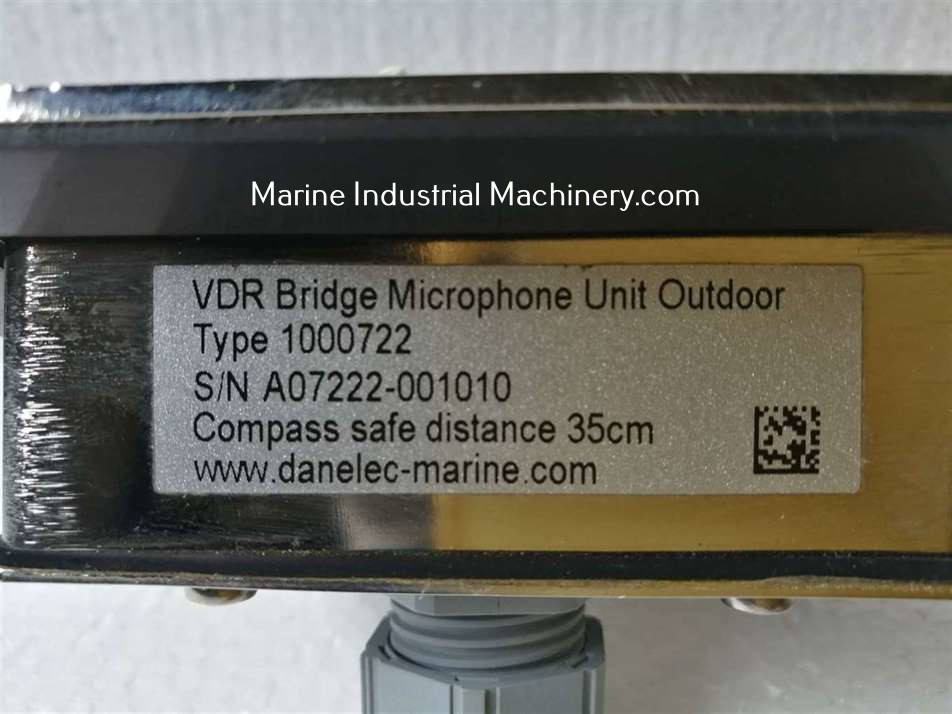 Marine Industrial Machinery.com
VDR Bridge Microphone Unit Outdoor
Type 1000722
S/N A07222-001010
Compass safe distance 35cm
www.danelec-marine.com